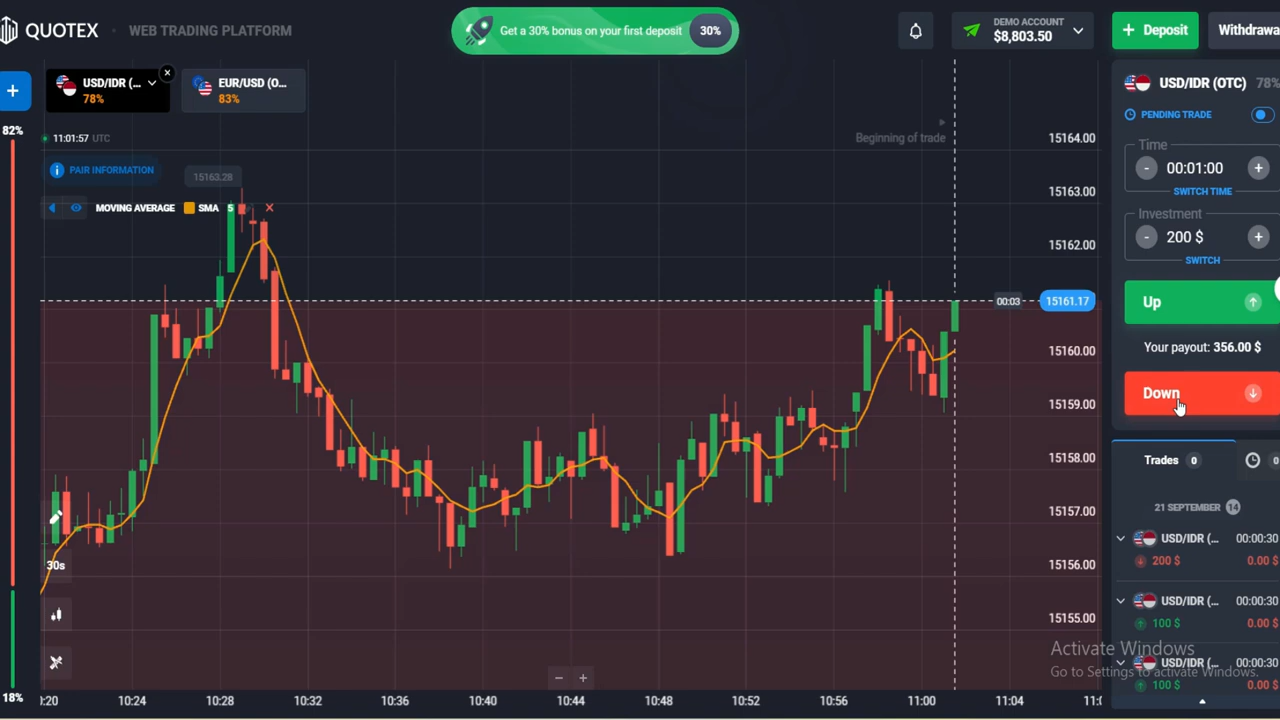 QUOTEX · WEB TRADING PLATFORM
Get a 30% bonus on your first deposit 30%
DEMO ACCOUNT
$8,803.50
+ Deposit
Withdrawa
+
USD/IDR (...
78%
EUR/USD (O...
83%
82%
11:01:57 UTC
PAIR INFORMATION
15163.28
MOVING AVERAGE SMA 5
Beginning of trade
00:03
15161.17
15164.00
15163.00
15162.00
15160.00
15159.00
15158.00
15157.00
15156.00
15155.00
30s
18%
:20
10:24
10:28
10:32
10:36
10:40
10:44
10:48
10:52
10:56
11:00
11:04
11:0
USD/IDR (OTC) 78%
PENDING TRADE
Time
- 00:01:00 +
SWITCH TIME
Investment
- 200 $ +
SWITCH
Up
Your payout: 356.00 $
Down
Trades 0
0
21 SEPTEMBER 14
USD/IDR (... 00:00:30
200 $ 0.00 $
USD/IDR (... 00:00:30
100 $ 0.00 $
USD/IDR (... 00:00:30
100 $ 0.00 $
Activate Windows
Go to Settings to activate Windows.